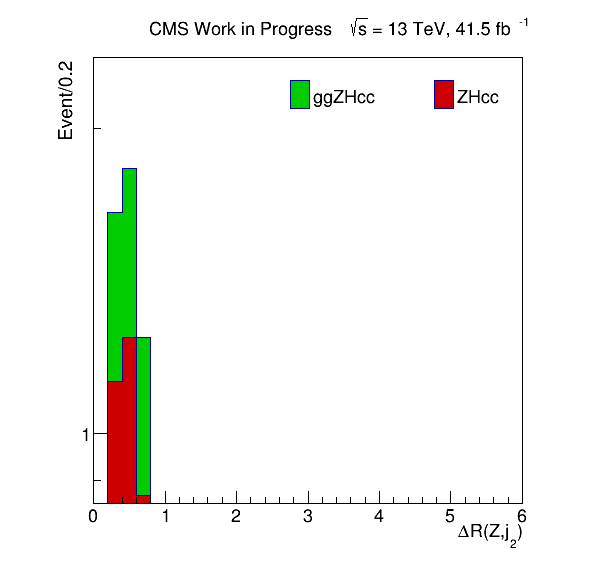 CMS Work in Progress √s = 13 TeV, 41.5 fb⁻¹
Event/0.2
ggZHcc ZHcc
1
0 1 2 3 4 5 6
ΔR(Z,j₂)